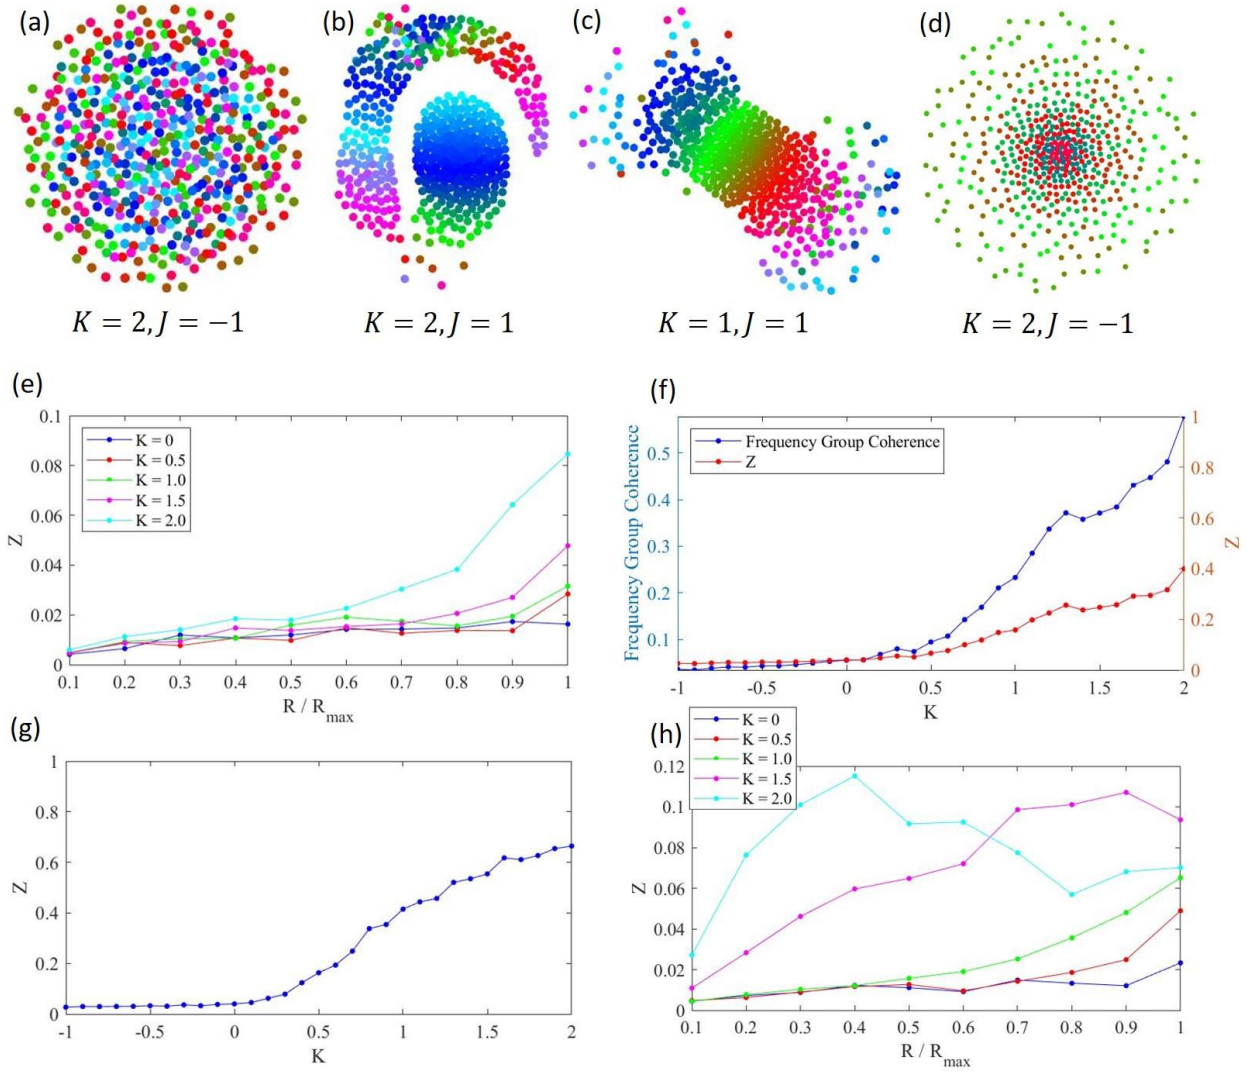 (a)
(b)
(c)
(d)
K = 2, J = −1
K = 2, J = 1
K = 1, J = 1
K = 2, J = −1
(e)
0.1
0.08
0.06
0.04
0.02
0
Z
K = 0
K = 0.5
K = 1.0
K = 1.5
K = 2.0
0.1 0.2 0.3 0.4 0.5 0.6 0.7 0.8 0.9 1
R / Rmax
(f)
Frequency Group Coherence
0.5
0.4
0.3
0.2
0.1
Frequency Group Coherence
Z
1
0.8
0.6
0.4
0.2
0
Z
-1 -0.5 0 0.5 1 1.5 2
K
(g)
1
0.8
0.6
0.4
0.2
0
Z
-1 -0.5 0 0.5 1 1.5 2
K
(h)
K = 0
K = 0.5
K = 1.0
K = 1.5
K = 2.0
0.12
0.1
0.08
0.06
0.04
0.02
0
Z
0.1 0.2 0.3 0.4 0.5 0.6 0.7 0.8 0.9 1
R / Rmax